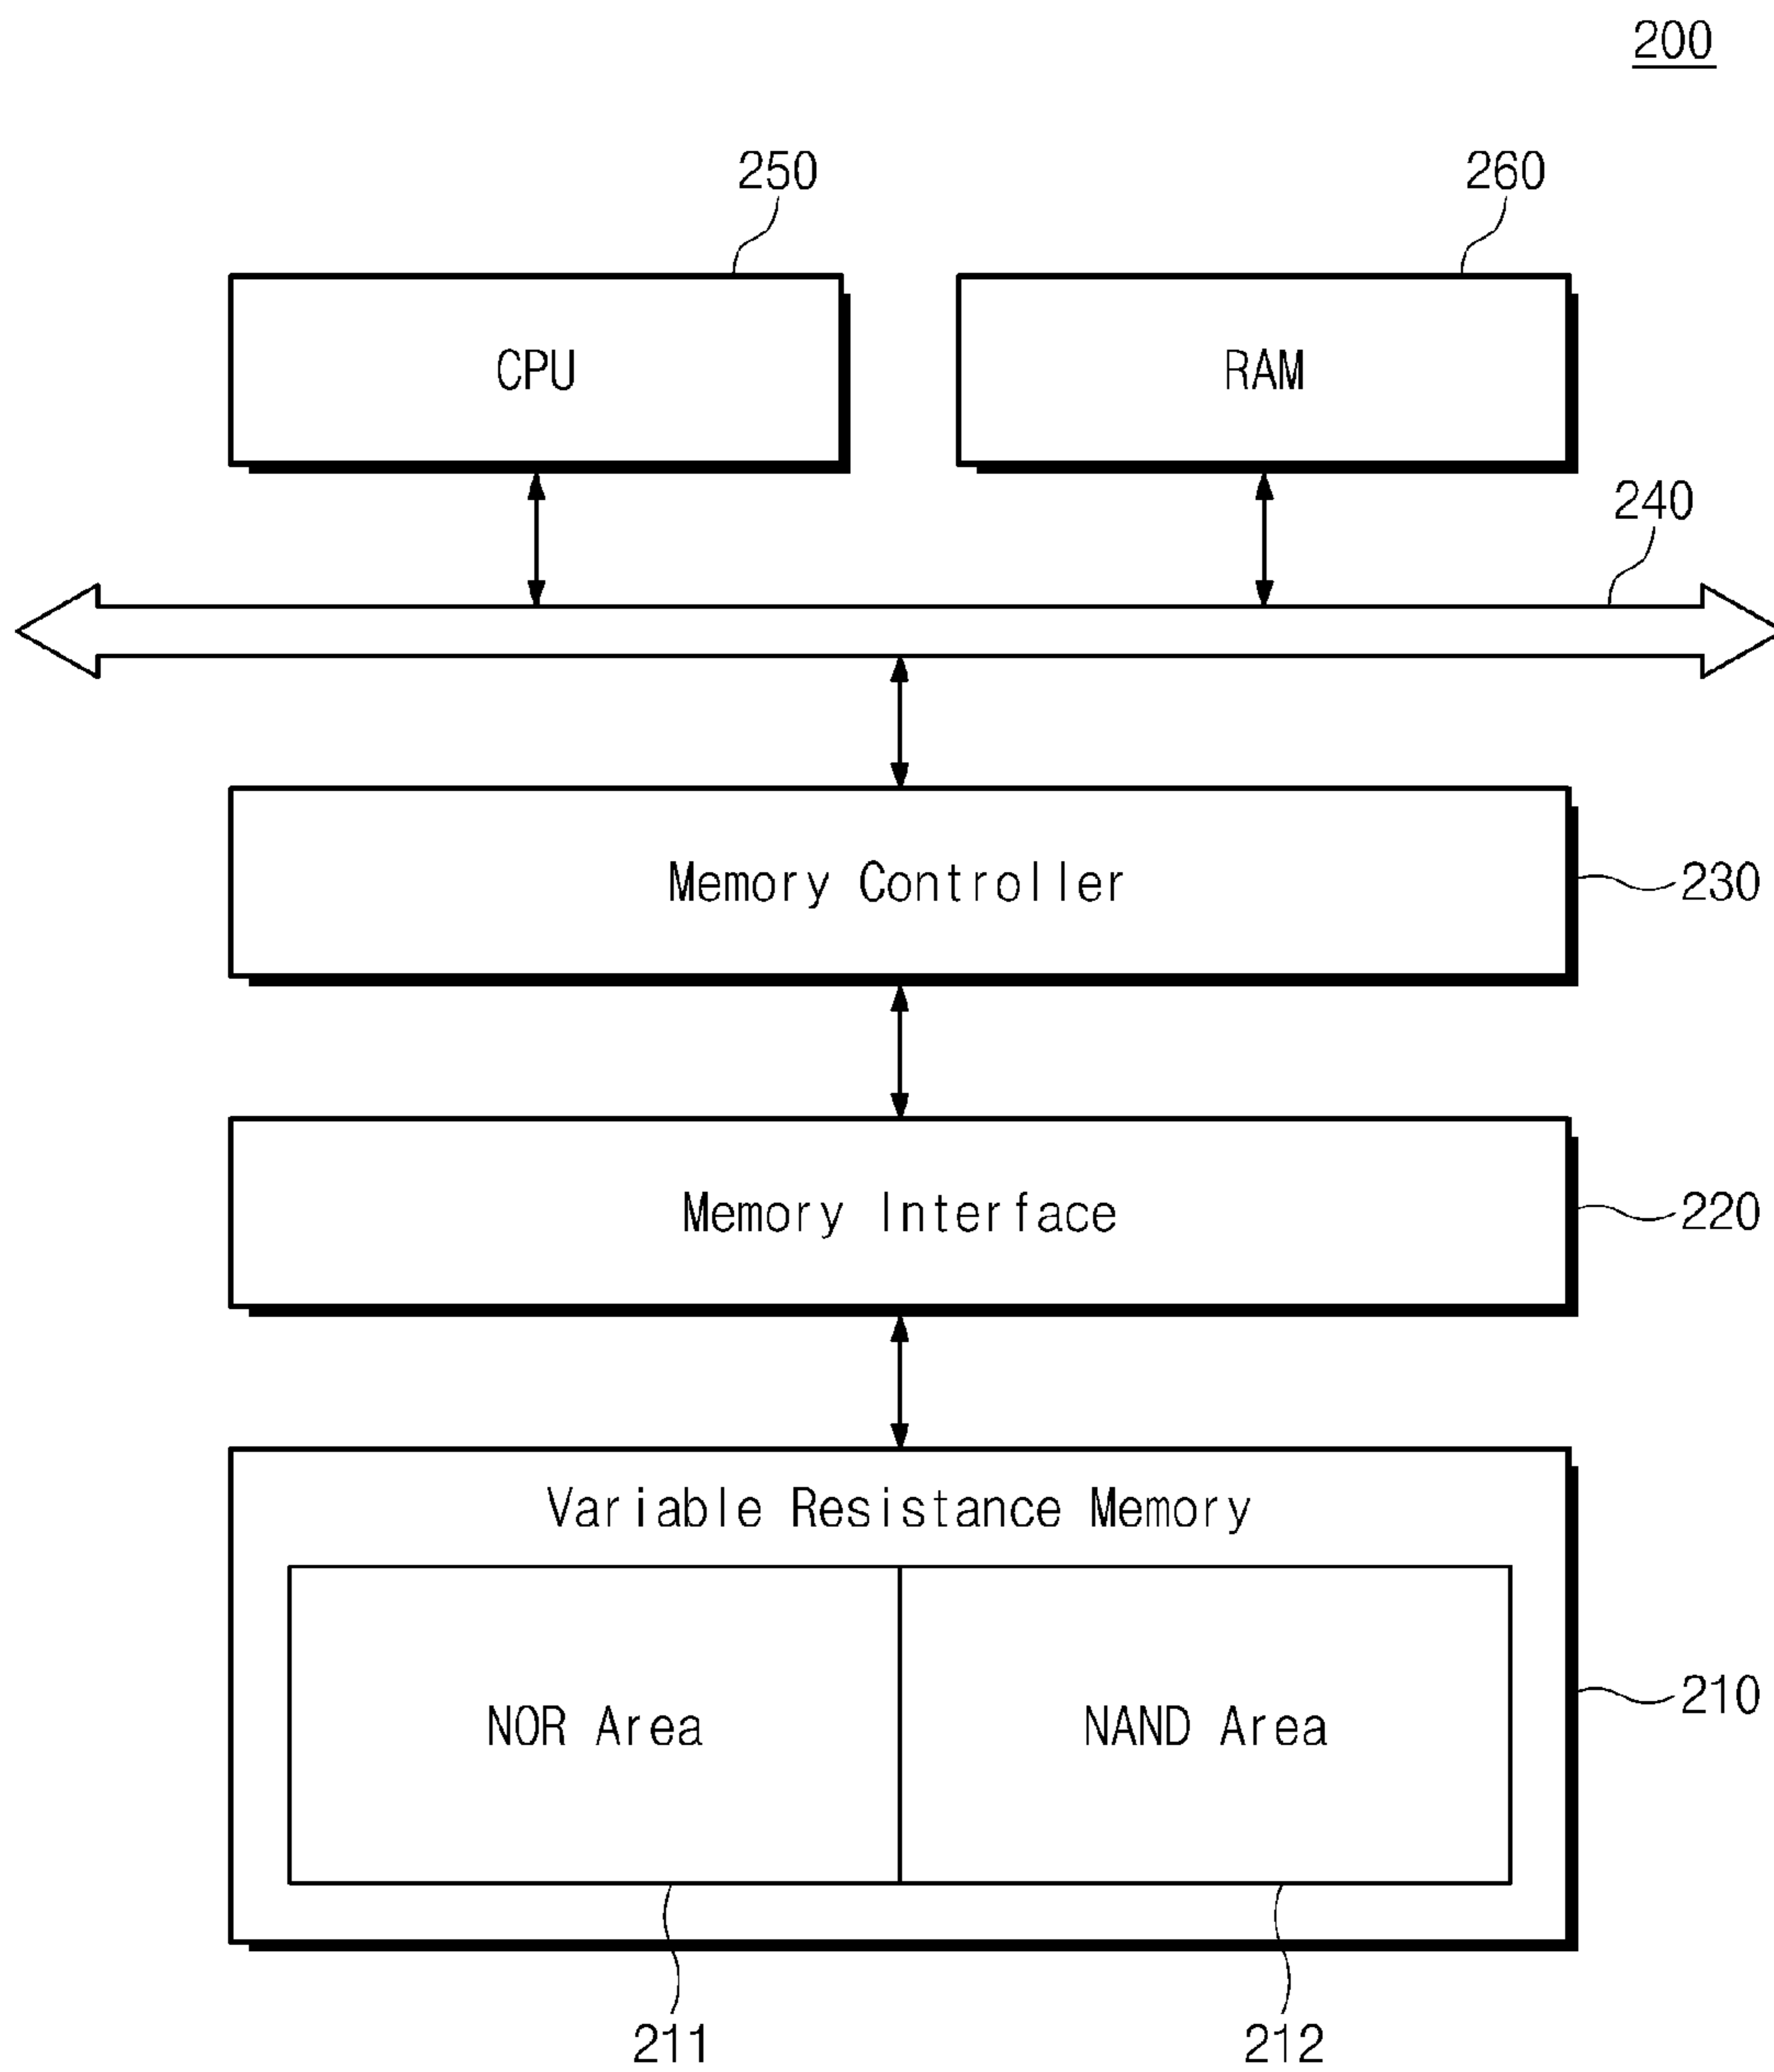 200
250
260
CPU
RAM
240
Memory Controller
230
Memory Interface
220
Variable Resistance Memory
NOR Area
NAND Area
210
211
212